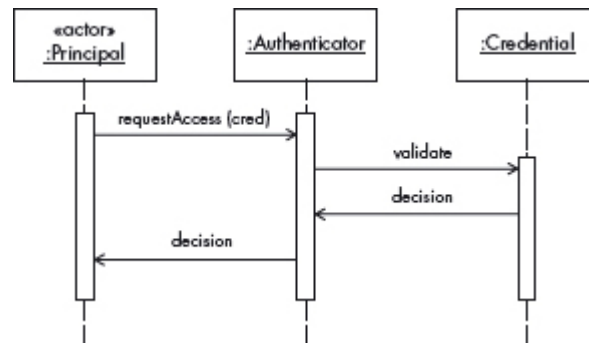 «actor»
:Principal
:Authenticator
:Credential
requestAccess (cred)
validate
decision
decision